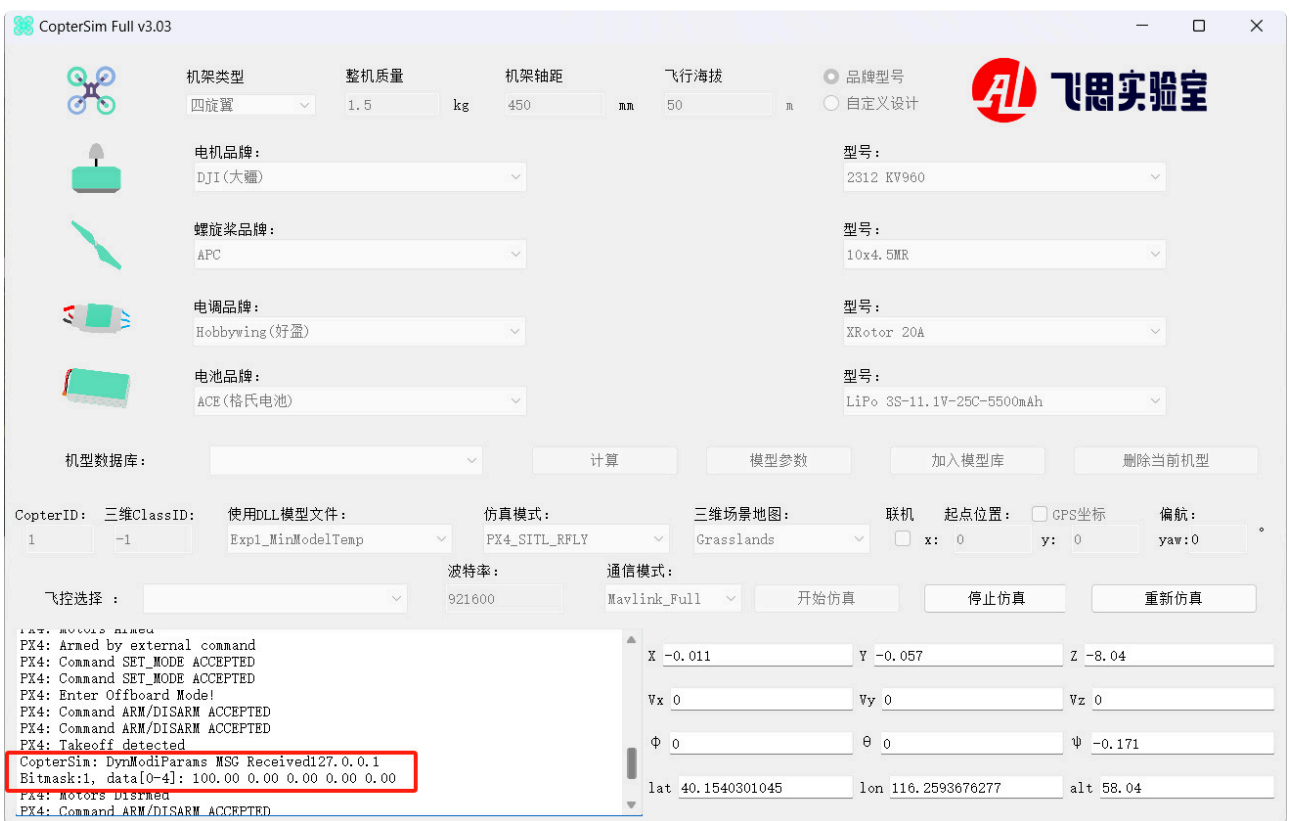 CopterSim Full v3.03
机架类型 整机质量 机架轴距 飞行海拔 品牌型号
四旋翼 1.5 kg 450 mm 50 m 自定义设计
飞思实验室
电机品牌： 型号：
DJI(大疆) 2312 KV960
螺旋桨品牌： 型号：
APC 10x4.5MR
电调品牌： 型号：
Hobbywing(好盈) XRotor 20A
电池品牌： 型号：
ACE(格氏电池) LiPo 3S-11.1V-25C-5500mAh
机型数据库： 计算 模型参数 加入模型库 删除当前机型
CopterID： 三维ClassID： 使用DLL模型文件： 仿真模式： 三维场景地图： 联机 起点位置： GPS坐标 偏航：
1 -1 Exp1_MinModelTemp PX4_SITL_RFLY Grasslands x: 0 y: 0 yaw:0 °
波特率： 通信模式：
飞控选择 ： 921600 Mavlink_Full 开始仿真 停止仿真 重新仿真
PX4: Motors Armed
PX4: Armed by external command
PX4: Command SET_MODE ACCEPTED
PX4: Command SET_MODE ACCEPTED
PX4: Enter Offboard Mode!
PX4: Command ARM/DISARM ACCEPTED
PX4: Command ARM/DISARM ACCEPTED
PX4: Takeoff detected
CopterSim: DynModiParams MSG Received127.0.0.1
Bitmask:1, data[0-4]: 100.00 0.00 0.00 0.00 0.00
PX4: Motors Disrmed
PX4: Command ARM/DISARM ACCEPTED
X -0.011 Y -0.057 Z -8.04
Vx 0 Vy 0 Vz 0
Φ 0 θ 0 ψ -0.171
lat 40.1540301045 lon 116.2593676277 alt 58.04